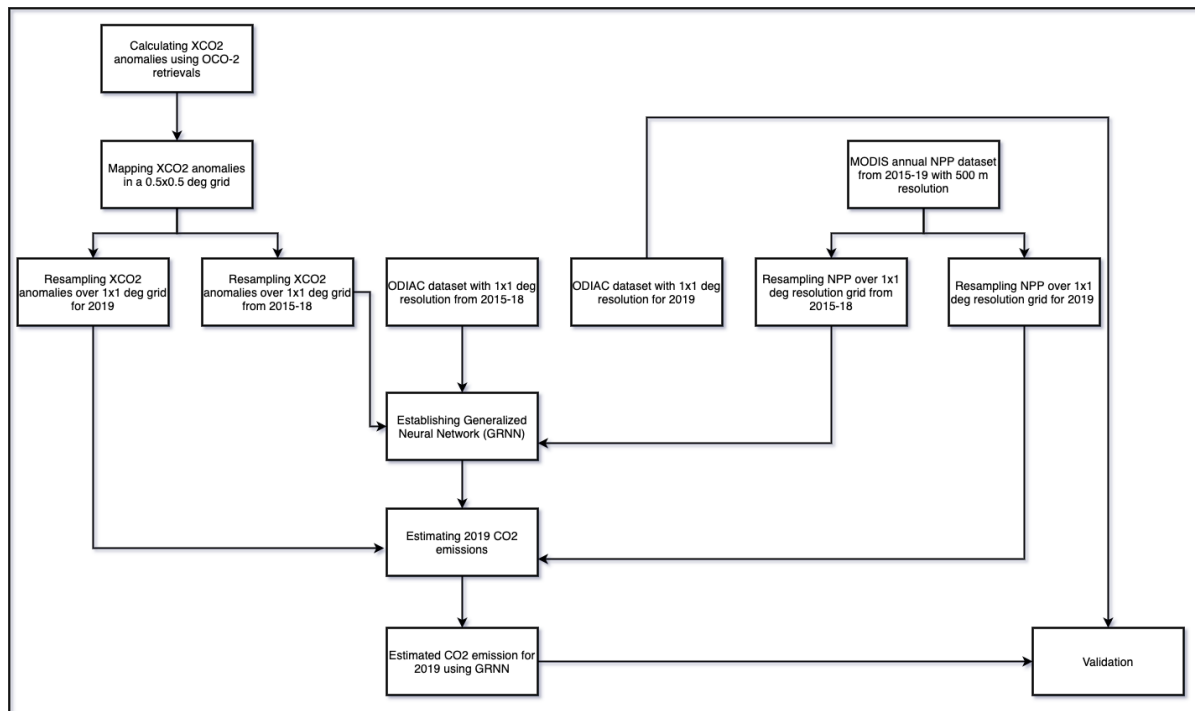 Calculating XCO2
anomalies using OCO-2
retrievals
Mapping XCO2 anomalies
in a 0.5x0.5 deg grid
MODIS annual NPP dataset
from 2015-19 with 500 m
resolution
Resampling XCO2
anomalies over 1x1 deg grid
for 2019
Resampling XCO2
anomalies over 1x1 deg grid
from 2015-18
ODIAC dataset with 1x1 deg
resolution from 2015-18
ODIAC dataset with 1x1 deg
resolution for 2019
Resampling NPP over 1x1
deg resolution grid from
2015-18
Resampling NPP over 1x1
deg resolution grid for 2019
Establishing Generalized
Neural Network (GRNN)
Estimating 2019 CO2
emissions
Estimated CO2 emission for
2019 using GRNN
Validation